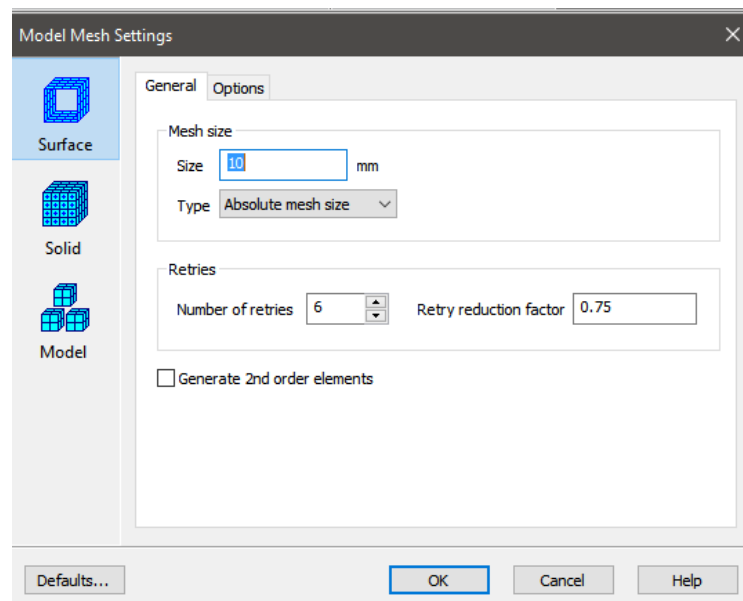 Model Mesh Settings
Surface
Solid
Model
General Options
Mesh size
Size 10 mm
Type Absolute mesh size
Retries
Number of retries 6 Retry reduction factor 0.75
Generate 2nd order elements
Defaults... OK Cancel Help